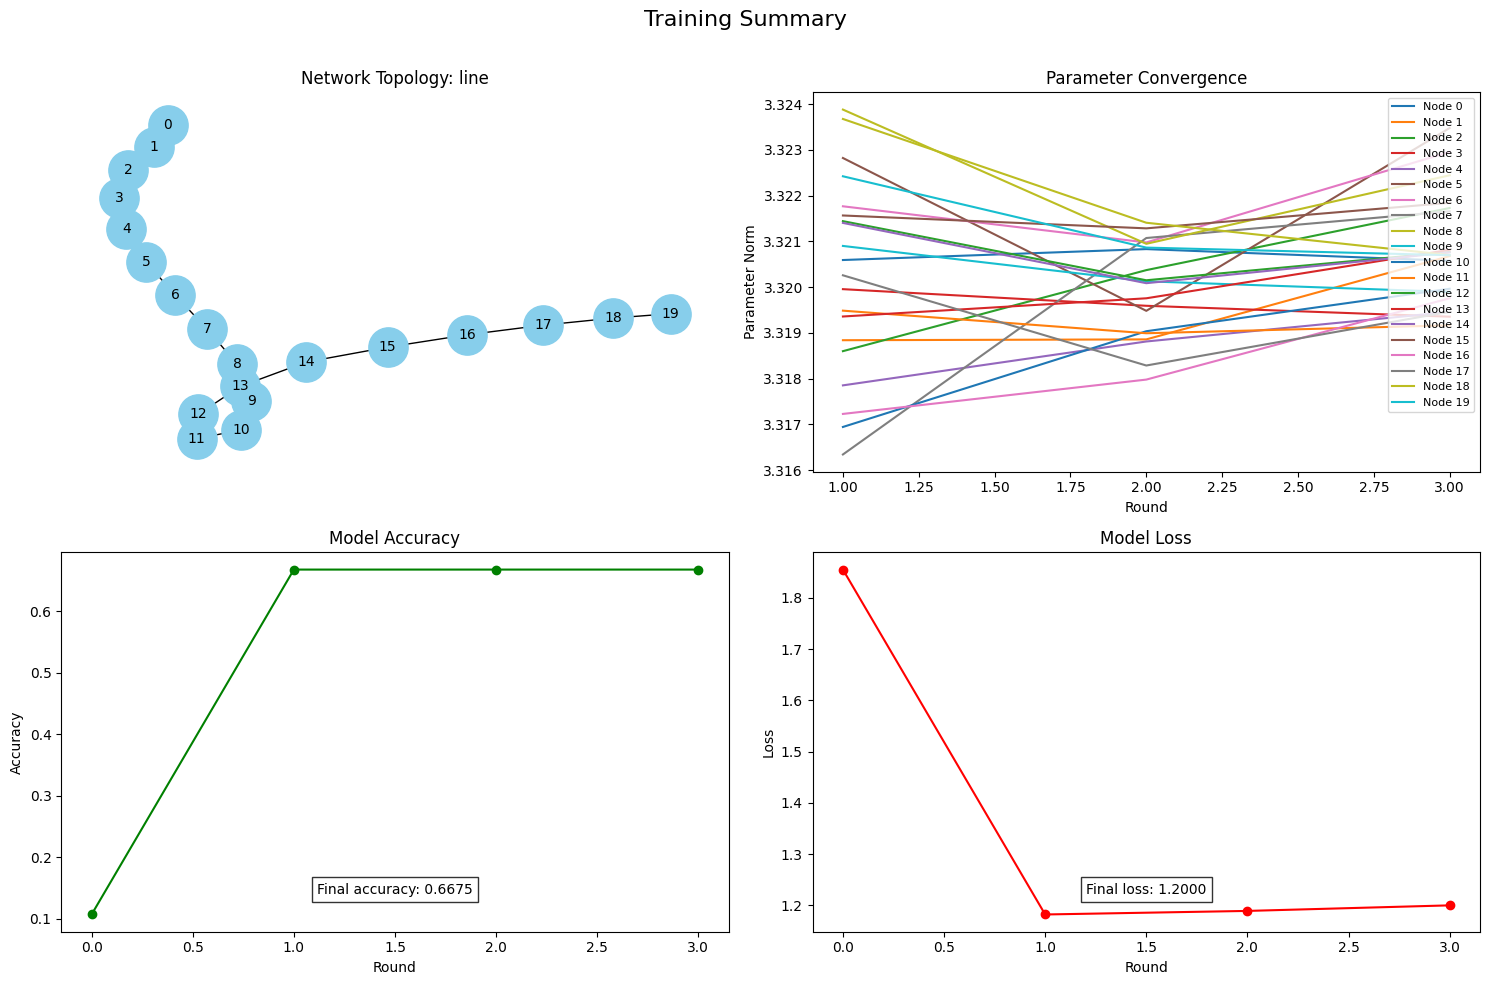 Training Summary
Network Topology: line
0
1
2
3
4
5
6
7
8
13
9
12
10
11
14
15
16
17
18
19
Parameter Convergence
Parameter Norm
3.324
3.323
3.322
3.321
3.320
3.319
3.318
3.317
3.316
1.00 1.25 1.50 1.75 2.00 2.25 2.50 2.75 3.00
Round
Node 0
Node 1
Node 2
Node 3
Node 4
Node 5
Node 6
Node 7
Node 8
Node 9
Node 10
Node 11
Node 12
Node 13
Node 14
Node 15
Node 16
Node 17
Node 18
Node 19
Model Accuracy
Accuracy
0.6
0.5
0.4
0.3
0.2
0.1
Final accuracy: 0.6675
0.0 0.5 1.0 1.5 2.0 2.5 3.0
Round
Model Loss
Loss
1.8
1.7
1.6
1.5
1.4
1.3
1.2
Final loss: 1.2000
0.0 0.5 1.0 1.5 2.0 2.5 3.0
Round